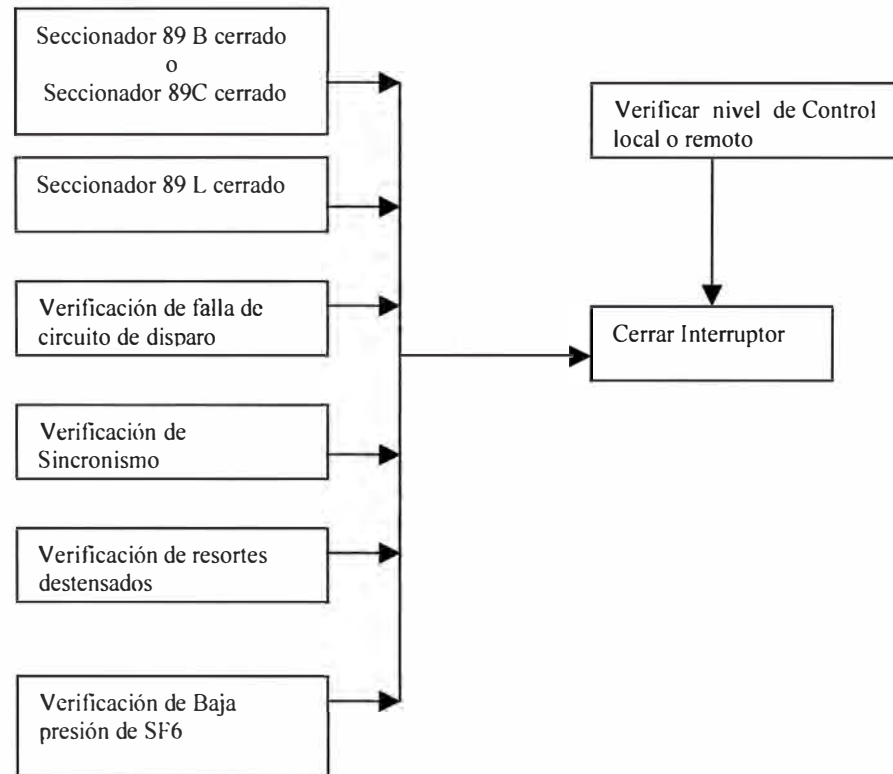 Seccionador 89 B cerrado
o
Seccionador 89C cerrado
Verificar nivel de Control
local o remoto
Seccionador 89 L cerrado
Verificación de falla de
circuito de disparo
Cerrar Interruptor
Verificación de
Sincronismo
Verificación de resortes
destensados
Verificación de Baja
presión de SF6